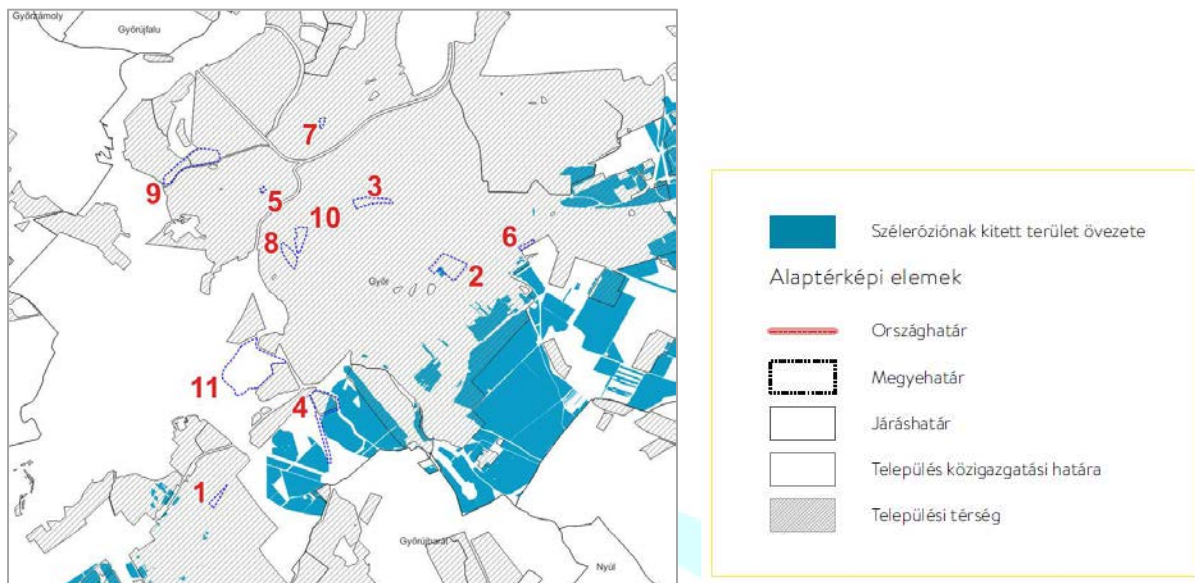 Győrzámoly
Győrújfalu
7
9
5
3
10
8
6
2
Győr
11
4
1
Győrújbarát
Nyúl
Széleróziónak kitett terület övezete
Alaptérképi elemek
Országhatár
Megyehatár
Járáshatár
Település közigazgatási határa
Települési térség